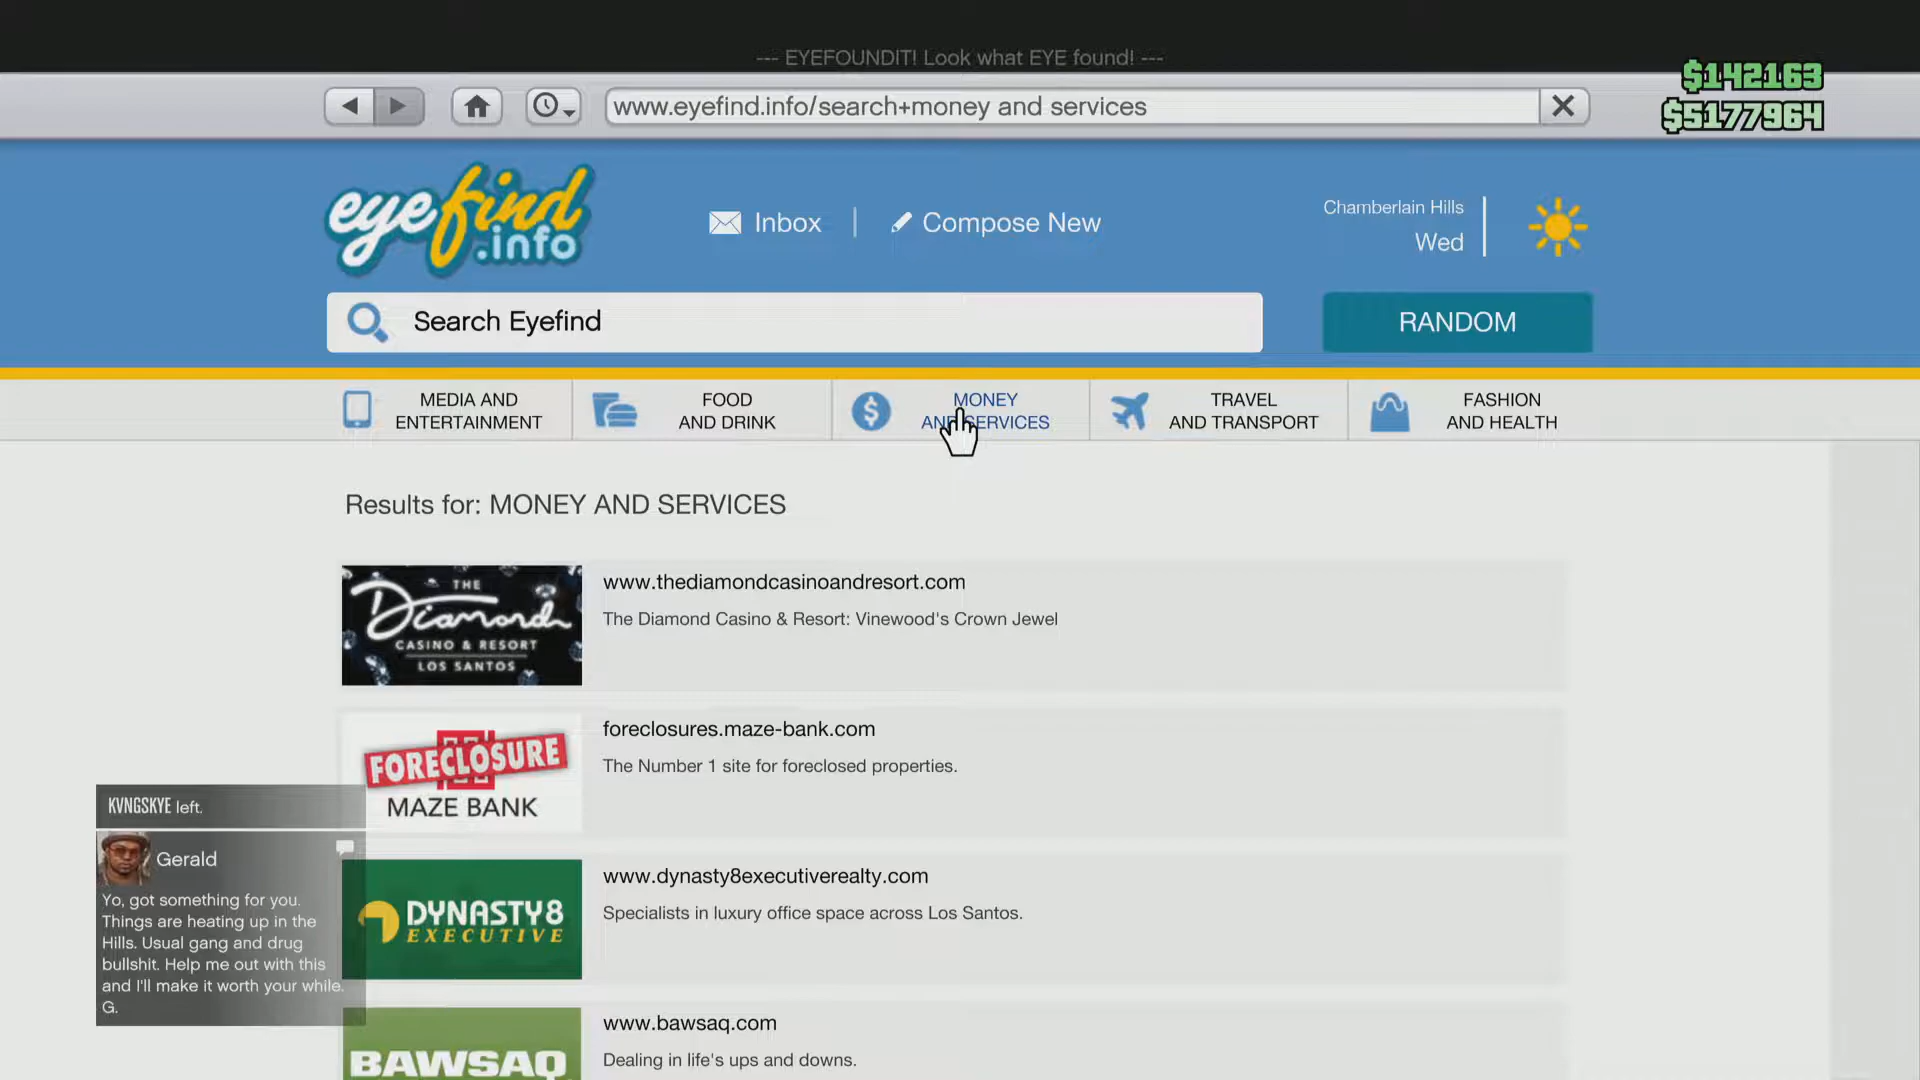 --- EYEFOUNDIT! Look what EYE found! ---
$142163
$5177964
www.eyefind.info/search+money and services
eyefind
.info
Inbox
Compose New
Chamberlain Hills
Wed
Search Eyefind
RANDOM
MEDIA AND
ENTERTAINMENT
FOOD
AND DRINK
MONEY
AND SERVICES
TRAVEL
AND TRANSPORT
FASHION
AND HEALTH
Results for: MONEY AND SERVICES
THE
Diamond
CASINO & RESORT
LOS SANTOS
www.thediamondcasinoandresort.com
The Diamond Casino & Resort: Vinewood's Crown Jewel
FORECLOSURE
MAZE BANK
foreclosures.maze-bank.com
The Number 1 site for foreclosed properties.
KVNGSKYE left.
Gerald
Yo, got something for you.
Things are heating up in the
Hills. Usual gang and drug
bullshit. Help me out with this
and I'll make it worth your while.
G.
DYNASTY8
EXECUTIVE
www.dynasty8executiverealty.com
Specialists in luxury office space across Los Santos.
BAWSAQ
www.bawsaq.com
Dealing in life's ups and downs.